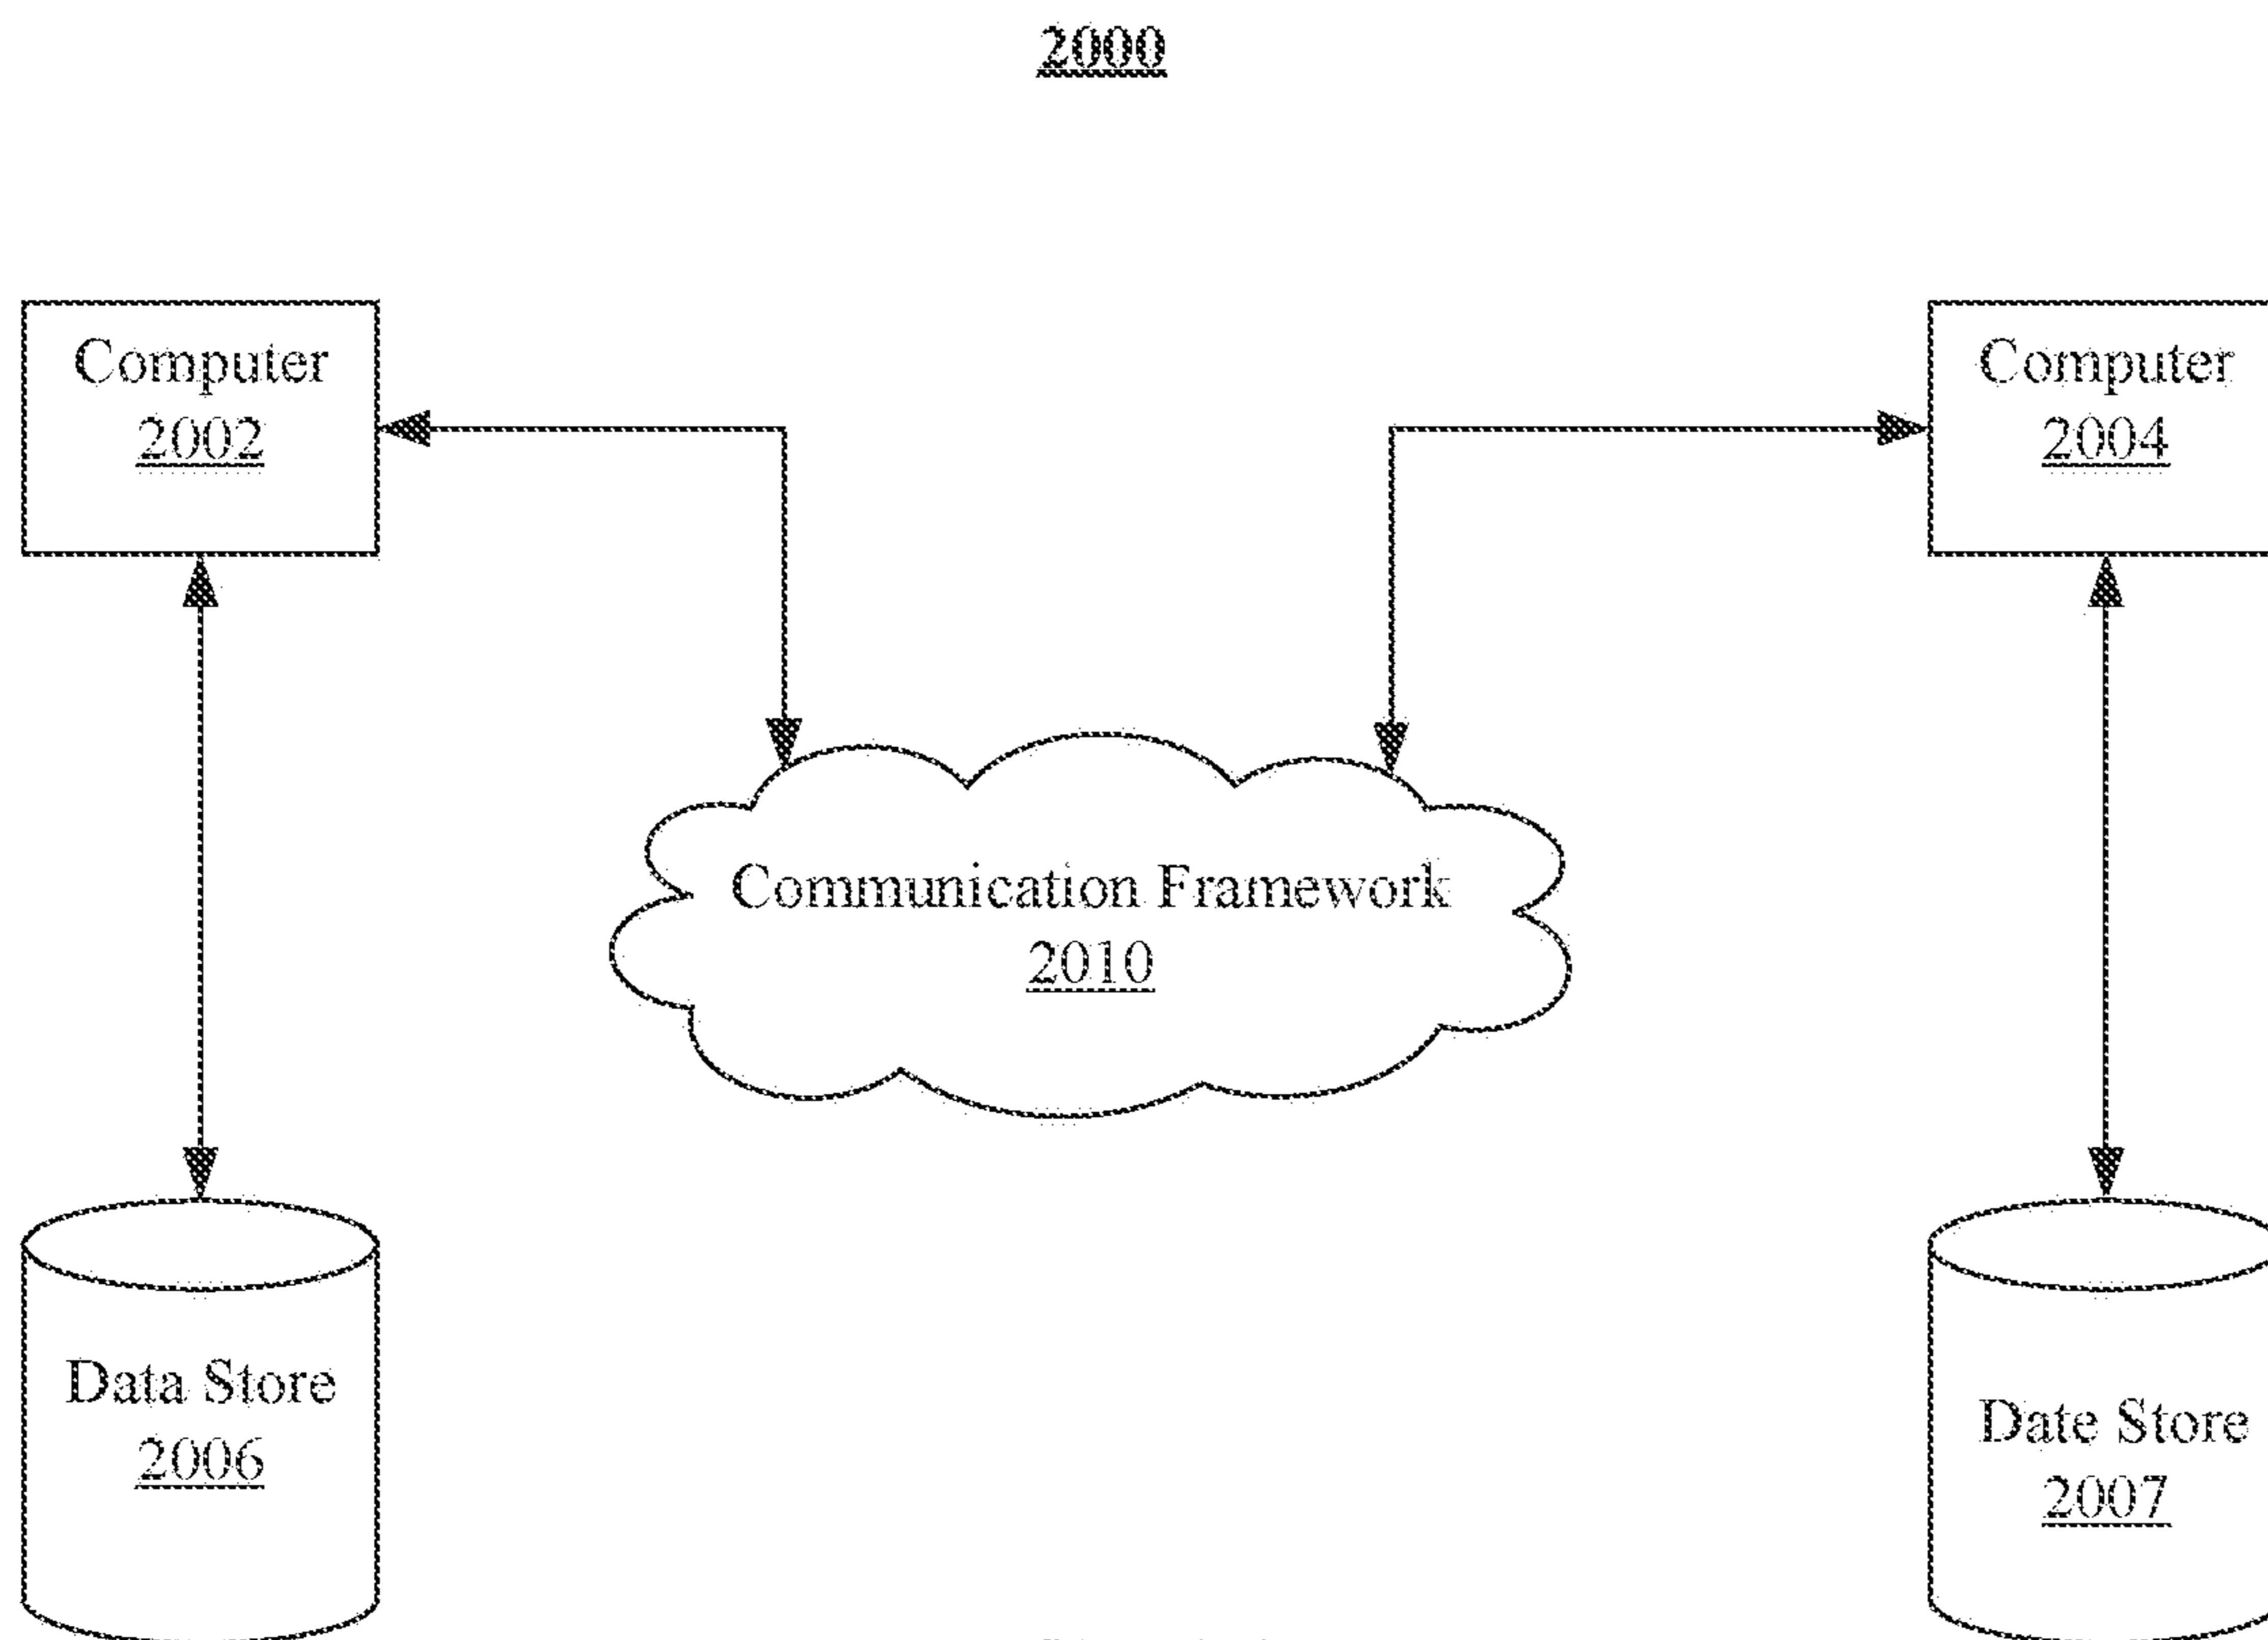 2000
Computer
2002
Computer
2004
Communication Framework
2010
Data Store
2006
Date Store
2007